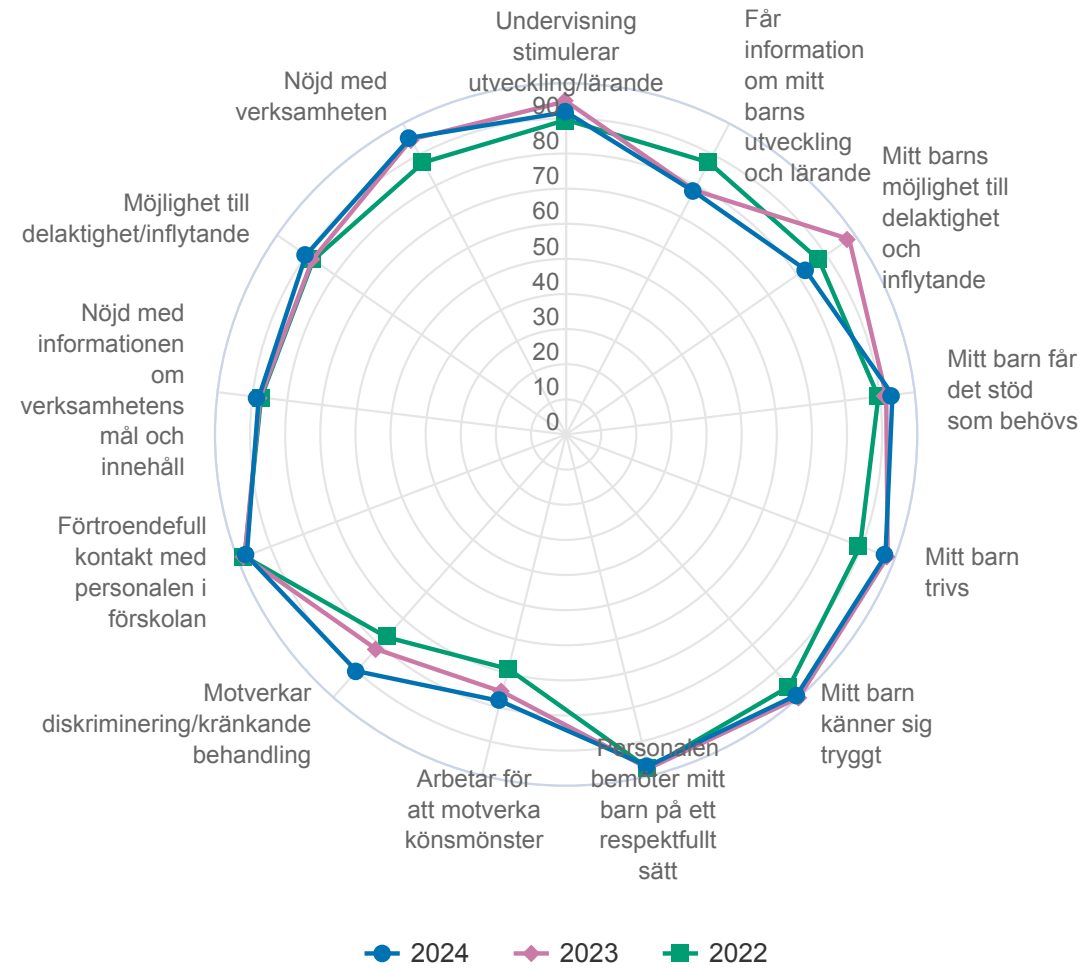 Undervisning
stimulerar
utveckling/lärande
Får
information
om mitt
barns
utveckling
och lärande
Mitt barns
möjlighet till
delaktighet
och
inflytande
Mitt barn får
det stöd
som behövs
Mitt barn
trivs
Mitt barn
känner sig
tryggt
Personalen
bemöter mitt
barn på ett
respektfullt
sätt
Arbetar för
att motverka
könsmönster
Motverkar
diskriminering/kränkande
behandling
Förtroendefull
kontakt med
personalen i
förskolan
Nöjd med
informationen
om
verksamhetens
mål och
innehåll
Möjlighet till
delaktighet/inflytande
Nöjd med
verksamheten
90
80
70
60
50
40
30
20
10
0
2024 2023 2022